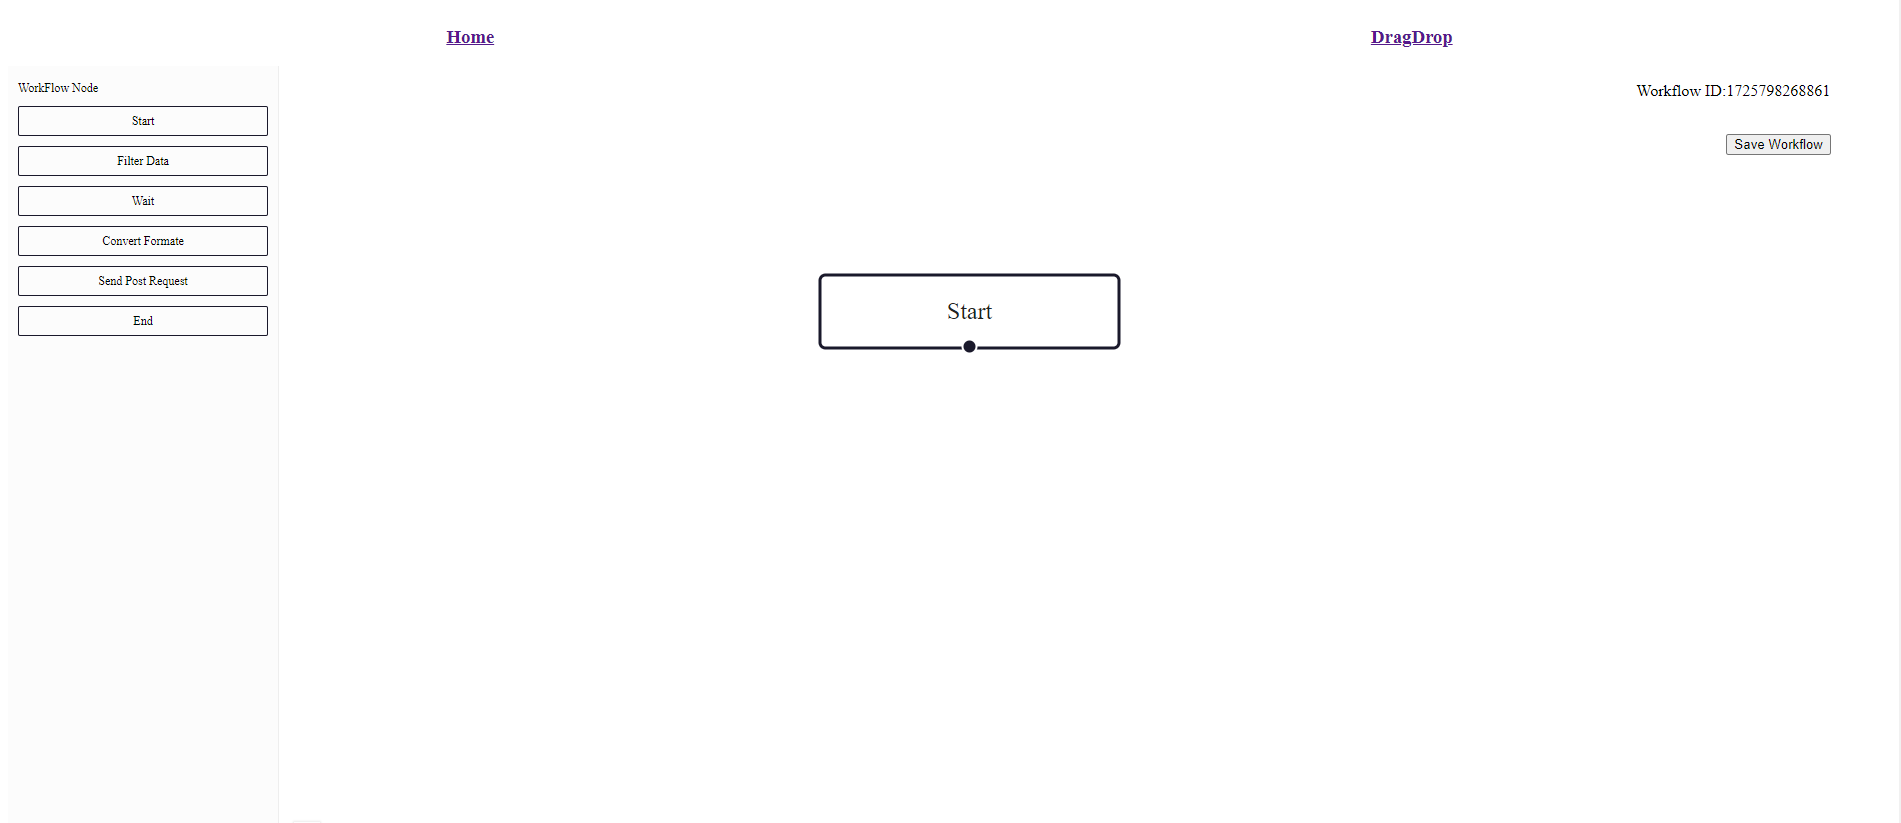 Home
DragDrop
WorkFlow Node
Start
Filter Data
Wait
Convert Formate
Send Post Request
End
Workflow ID:1725798268861
Save Workflow
Start